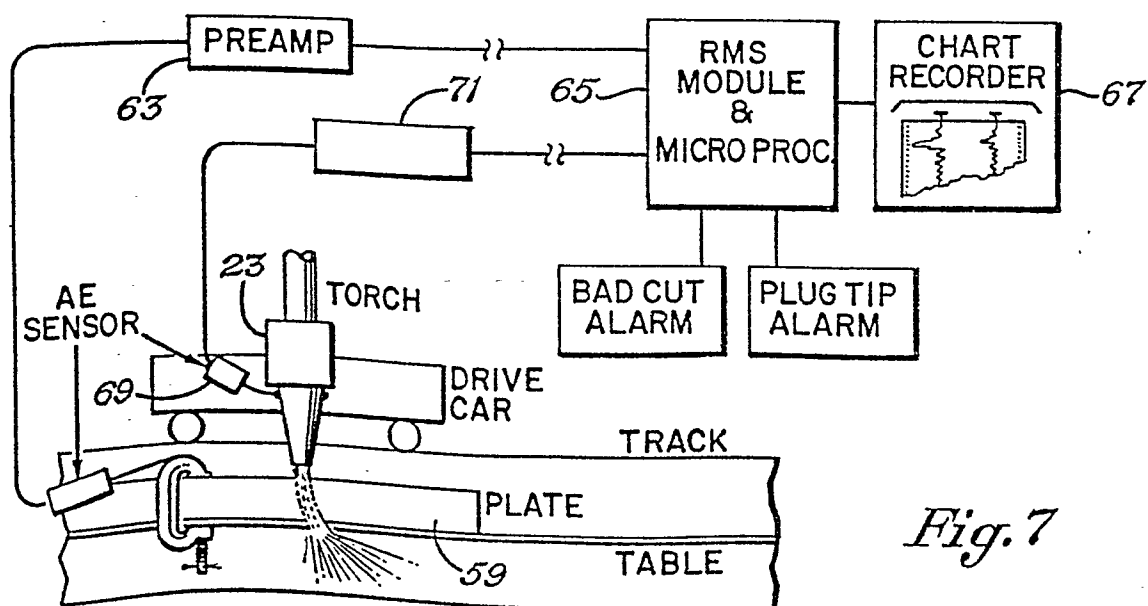 PREAMP
63
71
RMS
MODULE
&
MICRO PROC.
65
CHART
RECORDER
67
BAD CUT
ALARM
PLUG TIP
ALARM
23
TORCH
AE
SENSOR
69
DRIVE
CAR
TRACK
PLATE
59
TABLE
Fig. 7